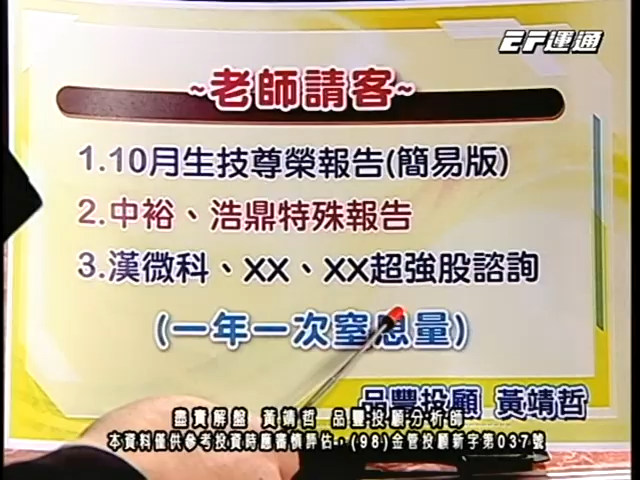 EF運通
~老師請客~
1.10月生技尊榮報告(簡易版)
2.中裕、浩鼎特殊報告
3.漢微科、XX、XX超強股諮詢
(一年一次窒息量)
品豐投顧 黃靖哲
盡實解盤 黃靖哲 品豐投顧分析師
本資料僅供參考投資時應審慎評估,(98)金管投顧新字第037號